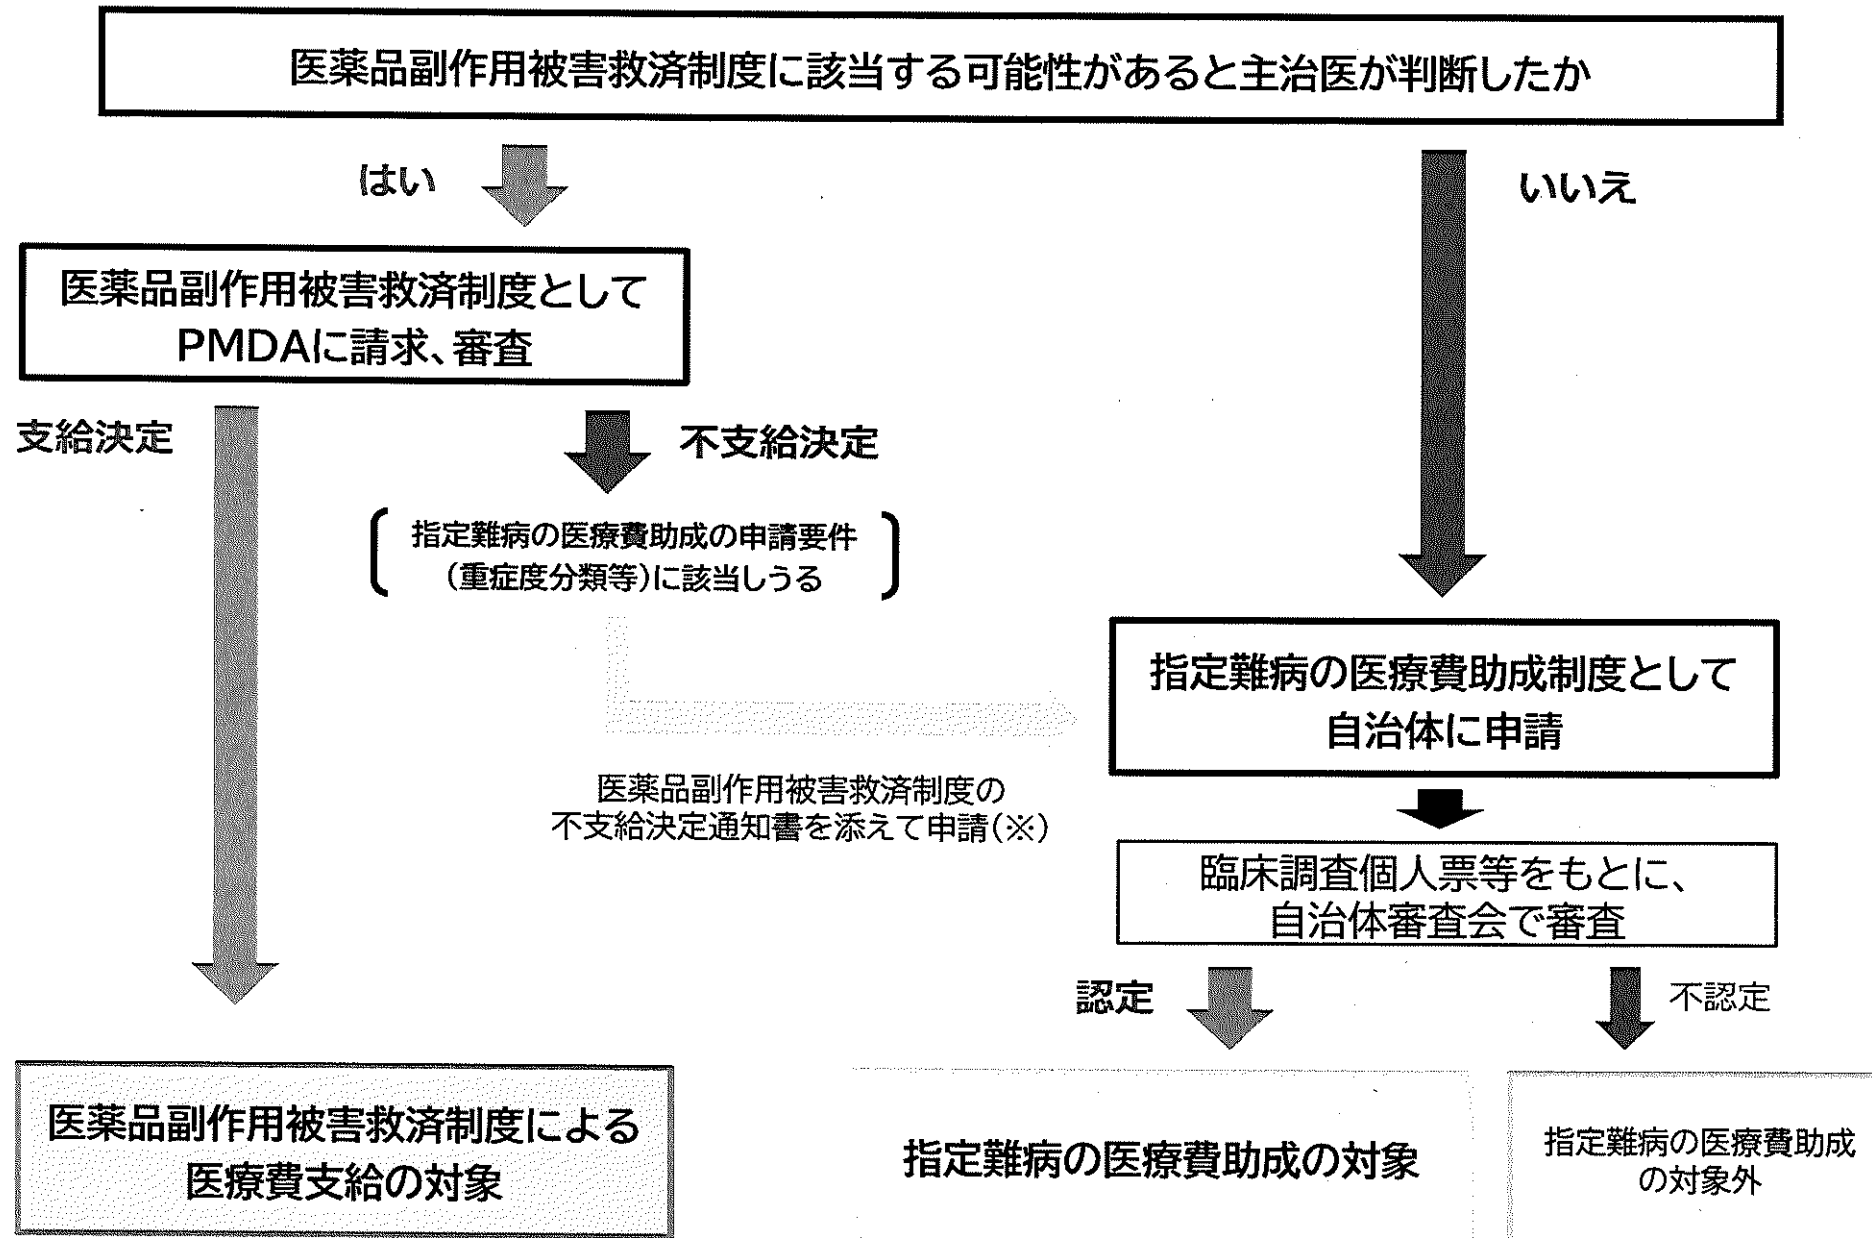 医薬品副作用被害救済制度に該当する可能性があると主治医が判断したか
はい
いいえ
医薬品副作用被害救済制度として
PMDAに請求、審査
支給決定
不支給決定
指定難病の医療費助成の申請要件
(重症度分類等)に該当しうる
指定難病の医療費助成制度として
自治体に申請
医薬品副作用被害救済制度の
不支給決定通知書を添えて申請(※)
臨床調査個人票等をもとに、
自治体審査会で審査
認定
不認定
医薬品副作用被害救済制度による
医療費支給の対象
指定難病の医療費助成の対象
指定難病の医療費助成
の対象外